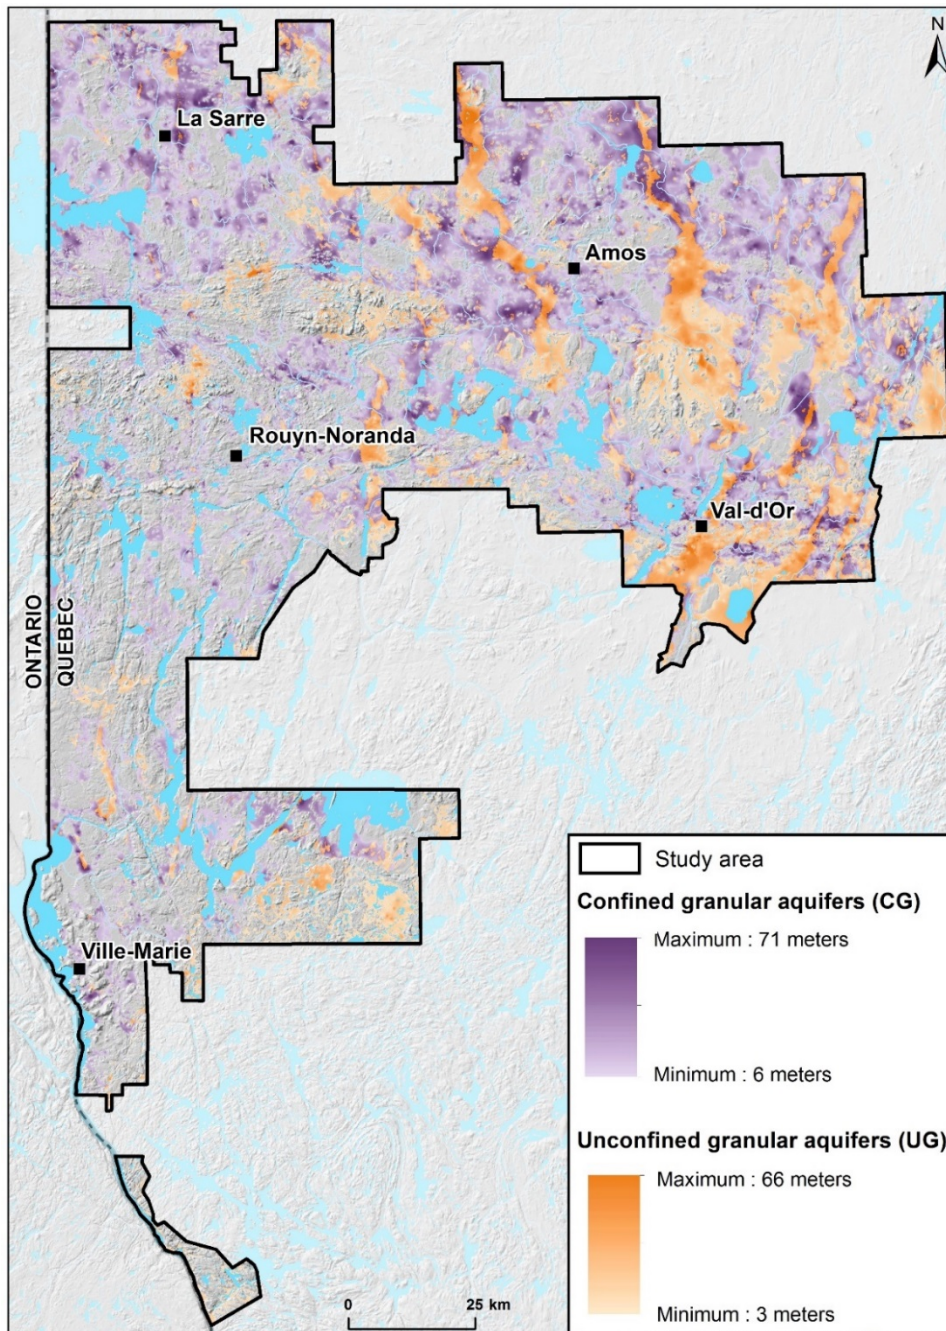 N
La Sarre
Amos
Rouyn-Noranda
Val-d'Or
ONTARIO
QUEBEC
Ville-Marie
Study area
Confined granular aquifers (CG)
Maximum : 71 meters
Minimum : 6 meters
Unconfined granular aquifers (UG)
Maximum : 66 meters
Minimum : 3 meters
0 25 km